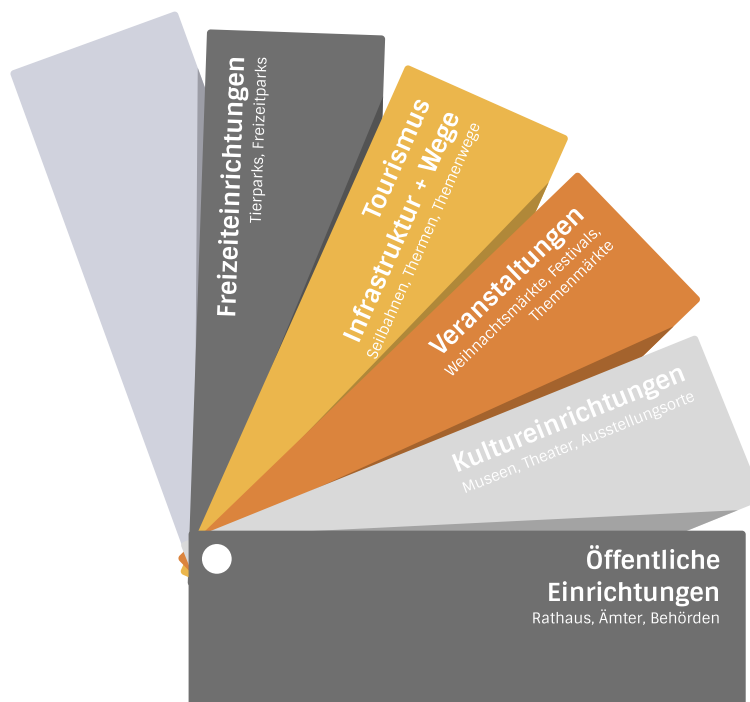 Freizeiteinrichtungen
Tierparks, Freizeitparks
Tourismus
Infrastruktur + Wege
Seilbahnen, Thermen, Themenwege
Veranstaltungen
Weihnachtsmärkte, Festivals,
Themenmärkte
Kultureinrichtungen
Museen, Theater, Ausstellungsorte
Öffentliche
Einrichtungen
Rathaus, Ämter, Behörden